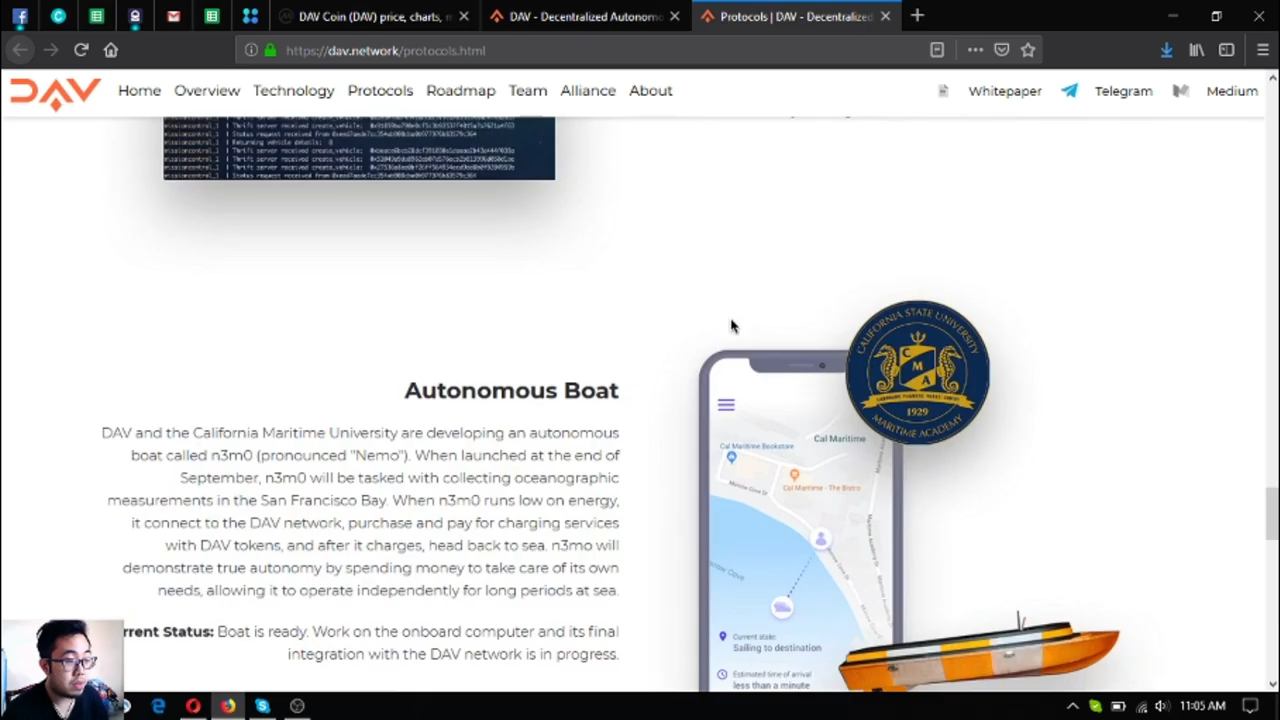 DAV Coin (DAV) price, charts, m
DAV - Decentralized Autonomo
Protocols | DAV - Decentralized
https://dav.network/protocols.html
DAV
Home
Overview
Technology
Protocols
Roadmap
Team
Alliance
About
Whitepaper
Telegram
Medium
Autonomous Boat
DAV and the California Maritime University are developing an autonomous
boat called n3m0 (pronounced "Nemo"). When launched at the end of
September, n3m0 will be tasked with collecting oceanographic
measurements in the San Francisco Bay. When n3m0 runs low on energy,
it connect to the DAV network, purchase and pay for charging services
with DAV tokens, and after it charges, head back to sea. n3mo will
demonstrate true autonomy by spending money to take care of its own
needs, allowing it to operate independently for long periods at sea.
rrent Status: Boat is ready. Work on the onboard computer and its final
integration with the DAV network is in progress.
CALIFORNIA STATE UNIVERSITY
C
M
A
1929
MARITIME ACADEMY
Cal Maritime Bookstore
Cal Maritime
Cal Maritime - The Bistro
Current state:
Sailing to destination
Estimated time of arrival
less than a minute
11:05 AM